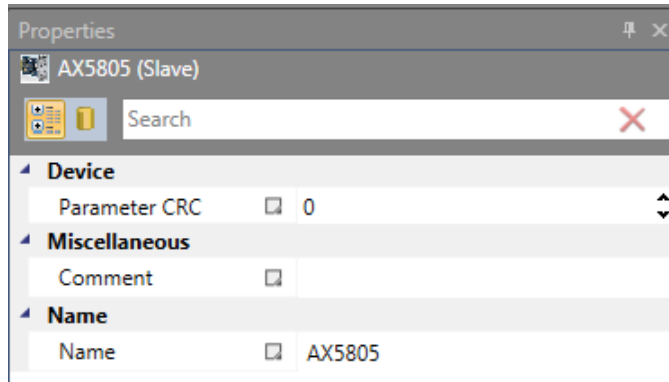 Properties
AX5805 (Slave)
Search
Device
Parameter CRC 0
Miscellaneous
Comment
Name
Name AX5805